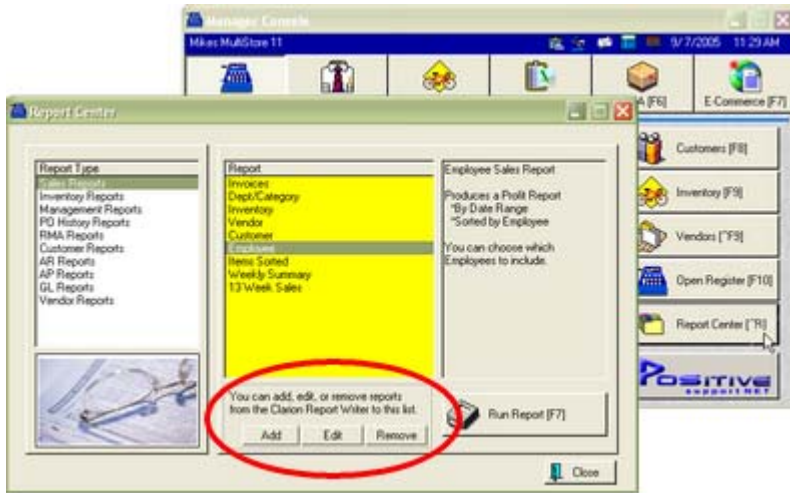 Manager Console
Mikes MultiStore 11
9/7/2005 11:29 AM
A [F6]
E-Commerce [F7]
Customers [F8]
Inventory [F9]
Vendors [^F9]
Open Register [F10]
Report Center [^R]
POSITIVE
support NET
Report Center
Report Type
Sales Reports
Inventory Reports
Management Reports
PO History Reports
RMA Reports
Customer Reports
AR Reports
AP Reports
GL Reports
Vendor Reports
Report
Invoices
Dept/Category
Inventory
Vendor
Customer
Employee
Items Sorted
Weekly Summary
13 Week Sales
Employee Sales Report
Produces a Profit Report
*By Date Range
*Sorted by Employee
You can choose which
Employees to include.
You can add, edit, or remove reports
from the Clarion Report Writer to this list.
Add
Edit
Remove
Run Report [F7]
Close